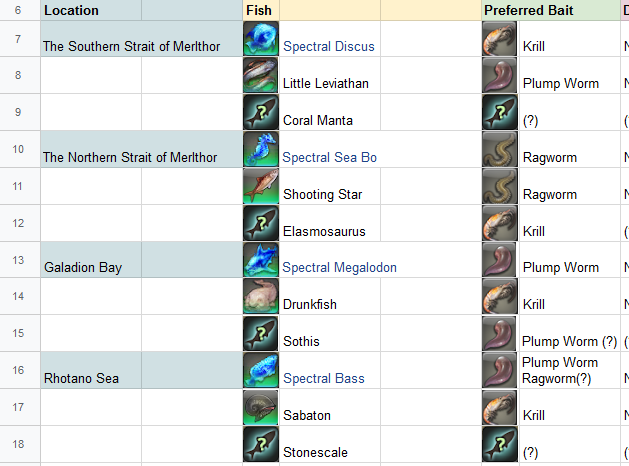 6 Location Fish Preferred Bait
7 The Southern Strait of Merlthor Spectral Discus Krill
8 Little Leviathan Plump Worm
9 Coral Manta (?)
10 The Northern Strait of Merlthor Spectral Sea Bo Ragworm
11 Shooting Star Ragworm
12 Elasmosaurus Krill (
13 Galadion Bay Spectral Megalodon Plump Worm
14 Drunkfish Krill
15 Sothis Plump Worm (?) (
16 Rhotano Sea Spectral Bass Plump Worm
Ragworm(?)
17 Sabaton Krill
18 Stonescale (?) (